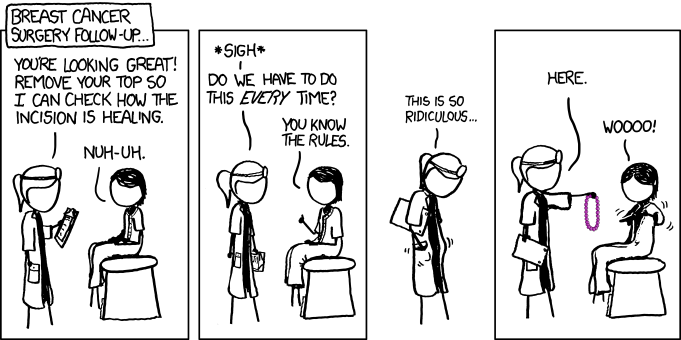 BREAST CANCER
SURGERY FOLLOW-UP...
YOU'RE LOOKING GREAT!
REMOVE YOUR TOP SO
I CAN CHECK HOW THE
INCISION IS HEALING.
NUH-UH.
*SIGH*
DO WE HAVE TO DO
THIS EVERY TIME?
YOU KNOW
THE RULES.
THIS IS SO
RIDICULOUS...
HERE.
WOOOO!